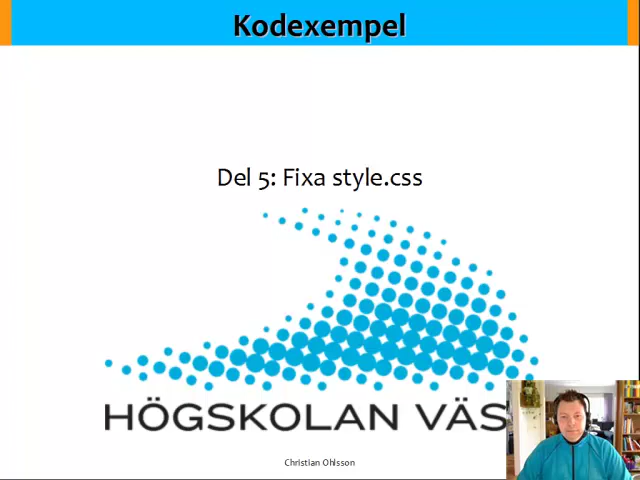 Kodexempel
Del 5: Fixa style.css
HÖGSKOLAN VÄS
Christian Ohlsson